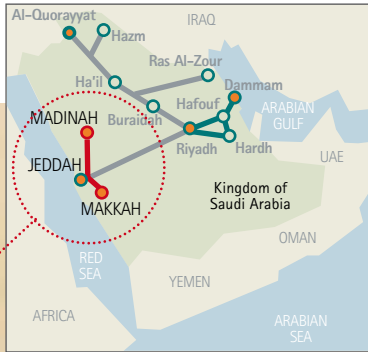 Al-Quorayyat
IRAQ
Hazm
Ras Al-Zour
Ha'il
Dammam
Hafouf
ARABIAN
GULF
MADINAH
Buraidah
Riyadh
Hardh
JEDDAH
UAE
MAKKAH
Kingdom of
Saudi Arabia
OMAN
RED
SEA
YEMEN
AFRICA
ARABIAN
SEA